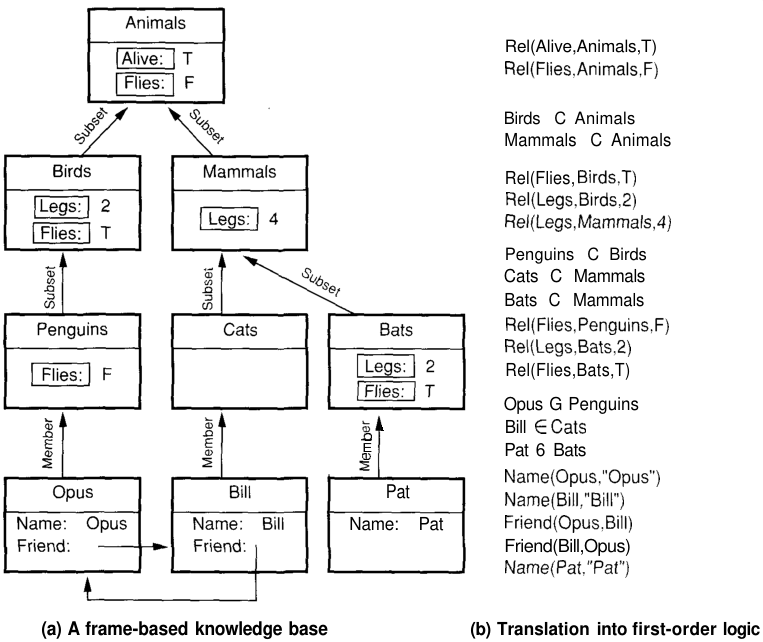 Animals
Alive: T
Flies: F
Subset
Subset
Birds
Legs: 2
Flies: T
Mammals
Legs: 4
Subset
Subset
Subset
Penguins
Flies: F
Cats
Bats
Legs: 2
Flies: T
Member
Member
Member
Opus
Name: Opus
Friend:
Bill
Name: Bill
Friend:
Pat
Name: Pat
(a) A frame-based knowledge base
Rel(Alive,Animals,T)
Rel(Flies,Animals,F)
Birds C Animals
Mammals C Animals
Rel(Flies,Birds,T)
Rel(Legs,Birds,2)
Rel(Legs,Mammals,4)
Penguins C Birds
Cats C Mammals
Bats C Mammals
Rel(Flies,Penguins,F)
Rel(Legs,Bats,2)
Rel(Flies,Bats,T)
Opus G Penguins
Bill ∈ Cats
Pat 6 Bats
Name(Opus,"Opus")
Name(Bill,"Bill")
Friend(Opus,Bill)
Friend(Bill,Opus)
Name(Pat,"Pat")
(b) Translation into first-order logic